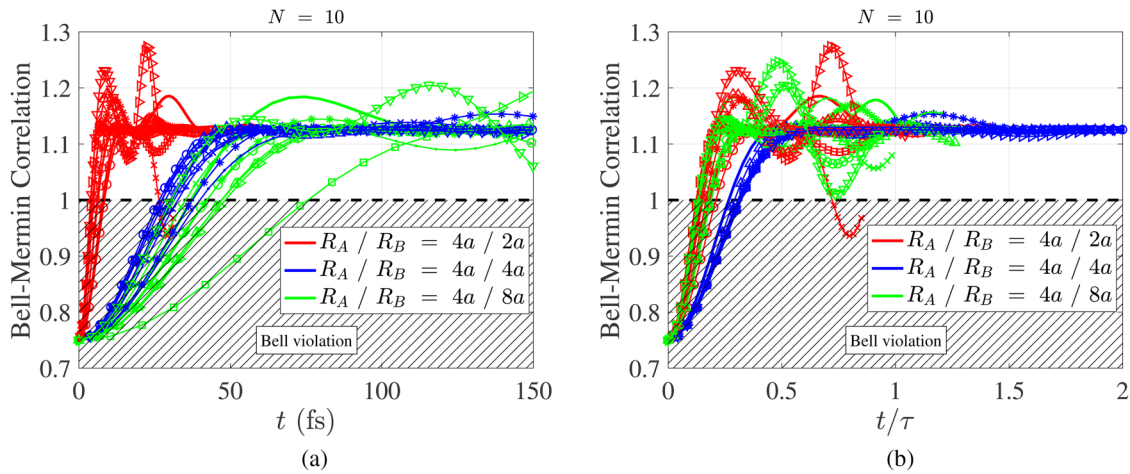 N = 10
1.3
1.2
1.1
1
0.9
0.8
0.7
Bell-Mermin Correlation
R_A / R_B = 4a / 2a
R_A / R_B = 4a / 4a
R_A / R_B = 4a / 8a
Bell violation
0 50 100 150
t (fs)
(a)
N = 10
1.3
1.2
1.1
1
0.9
0.8
0.7
Bell-Mermin Correlation
R_A / R_B = 4a / 2a
R_A / R_B = 4a / 4a
R_A / R_B = 4a / 8a
Bell violation
0 0.5 1 1.5 2
t/τ
(b)